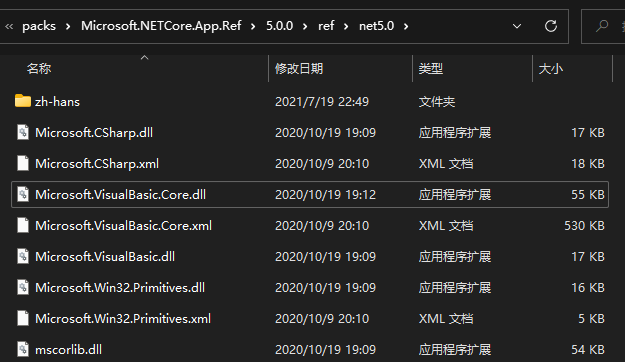 « packs › Microsoft.NETCore.App.Ref › 5.0.0 › ref › net5.0 ›
名称 修改日期 类型 大小
zh-hans 2021/7/19 22:49 文件夹
Microsoft.CSharp.dll 2020/10/19 19:09 应用程序扩展 17 KB
Microsoft.CSharp.xml 2020/10/9 20:10 XML 文档 18 KB
Microsoft.VisualBasic.Core.dll 2020/10/19 19:12 应用程序扩展 55 KB
Microsoft.VisualBasic.Core.xml 2020/10/9 20:10 XML 文档 530 KB
Microsoft.VisualBasic.dll 2020/10/19 19:09 应用程序扩展 17 KB
Microsoft.Win32.Primitives.dll 2020/10/19 19:09 应用程序扩展 16 KB
Microsoft.Win32.Primitives.xml 2020/10/9 20:10 XML 文档 5 KB
mscorlib.dll 2020/10/19 19:09 应用程序扩展 54 KB